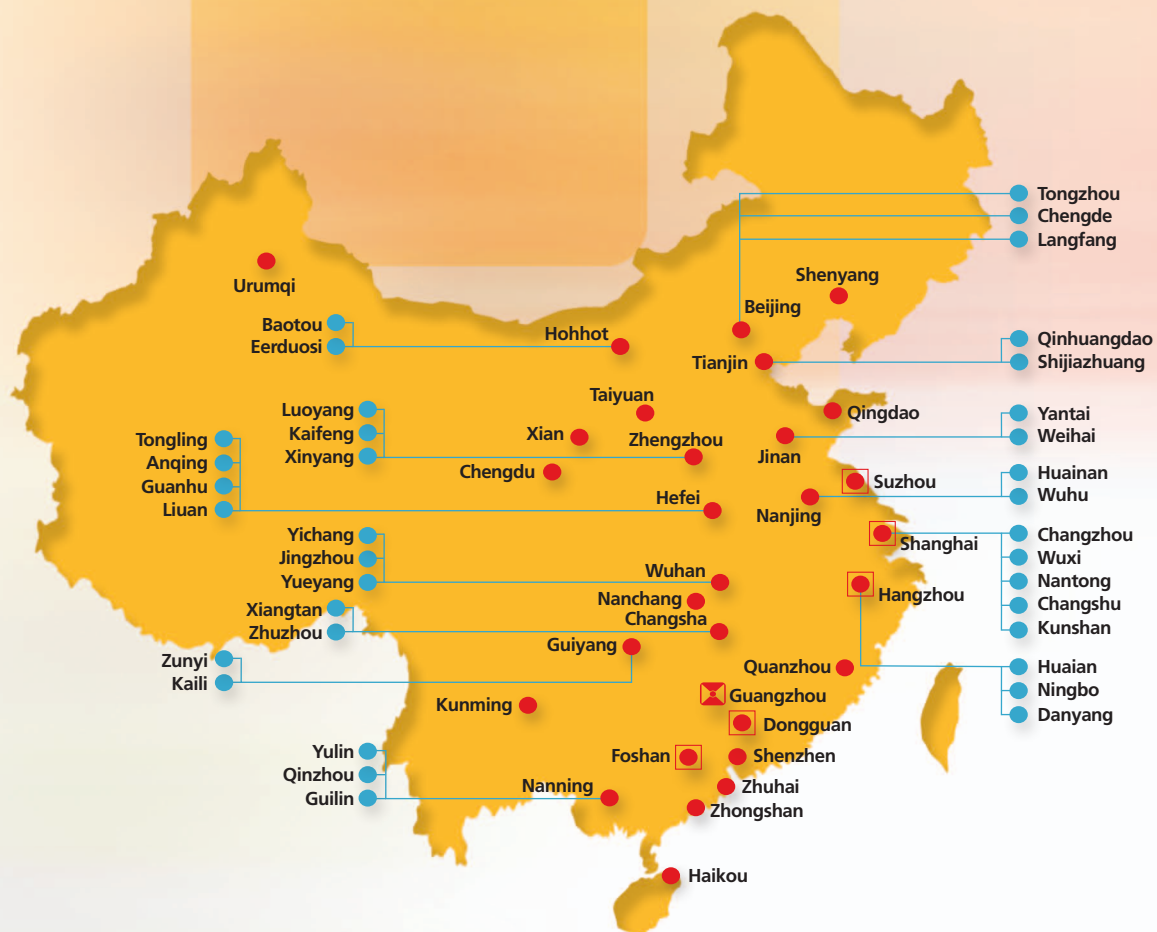 Tongzhou
Chengde
Langfang
Shenyang
Urumqi
Beijing
Baotou
Eerduosi
Hohhot
Tianjin
Qinhuangdao
Shijiazhuang
Taiyuan
Luoyang
Kaifeng
Xinyang
Qingdao
Yantai
Weihai
Tongling
Anqing
Guanhu
Liuan
Xian
Zhengzhou
Jinan
Chengdu
Suzhou
Huainan
Wuhu
Hefei
Nanjing
Yichang
Jingzhou
Yueyang
Shanghai
Changzhou
Wuxi
Nantong
Changshu
Kunshan
Wuhan
Hangzhou
Nanchang
Changsha
Xiangtan
Zhuzhou
Guiyang
Zunyi
Kaili
Quanzhou
Huaian
Ningbo
Danyang
Guangzhou
Kunming
Dongguan
Yulin
Qinzhou
Guilin
Foshan
Shenzhen
Nanning
Zhuhai
Zhongshan
Haikou